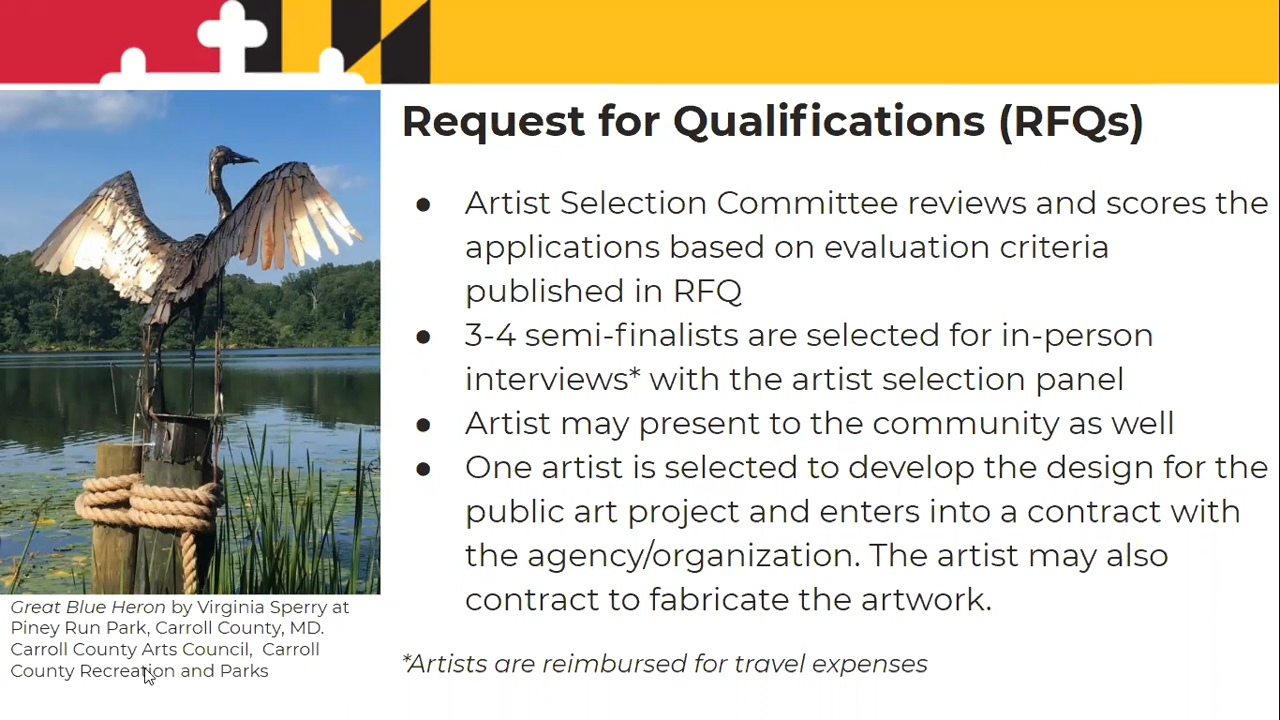 Request for Qualifications (RFQs)
● Artist Selection Committee reviews and scores the
applications based on evaluation criteria
published in RFQ
● 3-4 semi-finalists are selected for in-person
interviews* with the artist selection panel
● Artist may present to the community as well
● One artist is selected to develop the design for the
public art project and enters into a contract with
the agency/organization. The artist may also
contract to fabricate the artwork.
*Artists are reimbursed for travel expenses
Great Blue Heron by Virginia Sperry at
Piney Run Park, Carroll County, MD.
Carroll County Arts Council,  Carroll
County Recreation and Parks